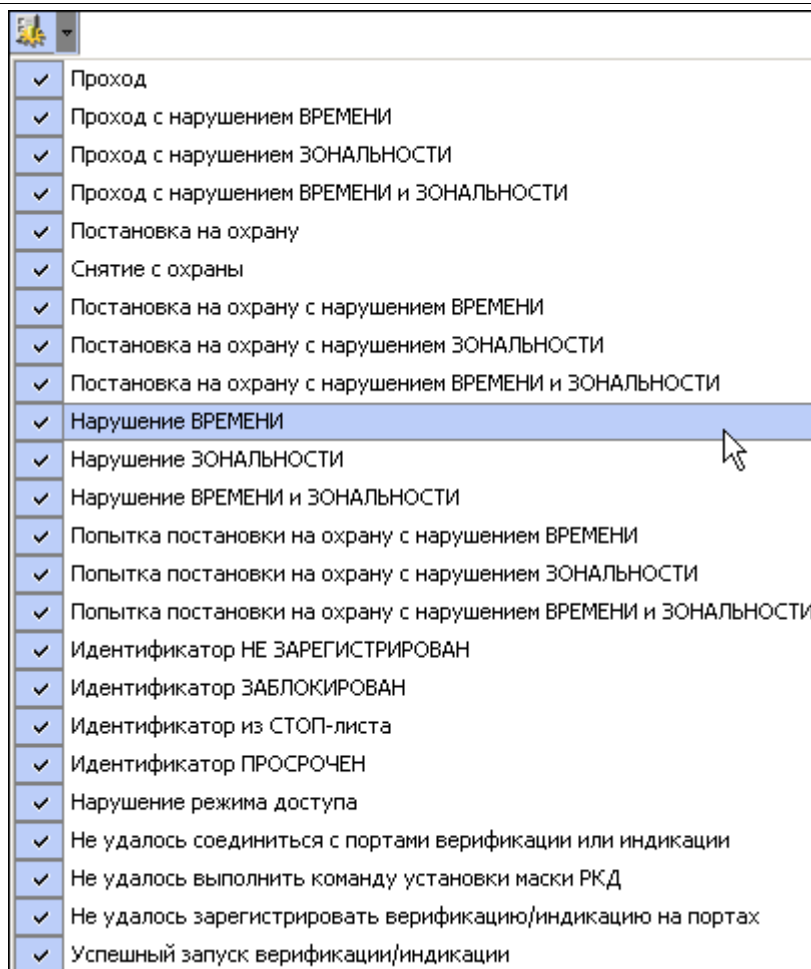 Проход
Проход с нарушением ВРЕМЕНИ
Проход с нарушением ЗОНАЛЬНОСТИ
Проход с нарушением ВРЕМЕНИ и ЗОНАЛЬНОСТИ
Постановка на охрану
Снятие с охраны
Постановка на охрану с нарушением ВРЕМЕНИ
Постановка на охрану с нарушением ЗОНАЛЬНОСТИ
Постановка на охрану с нарушением ВРЕМЕНИ и ЗОНАЛЬНОСТИ
Нарушение ВРЕМЕНИ
Нарушение ЗОНАЛЬНОСТИ
Нарушение ВРЕМЕНИ и ЗОНАЛЬНОСТИ
Попытка постановки на охрану с нарушением ВРЕМЕНИ
Попытка постановки на охрану с нарушением ЗОНАЛЬНОСТИ
Попытка постановки на охрану с нарушением ВРЕМЕНИ и ЗОНАЛЬНОСТИ
Идентификатор НЕ ЗАРЕГИСТРИРОВАН
Идентификатор ЗАБЛОКИРОВАН
Идентификатор из СТОП-листа
Идентификатор ПРОСРОЧЕН
Нарушение режима доступа
Не удалось соединиться с портами верификации или индикации
Не удалось выполнить команду установки маски РКД
Не удалось зарегистрировать верификацию/индикацию на портах
Успешный запуск верификации/индикации